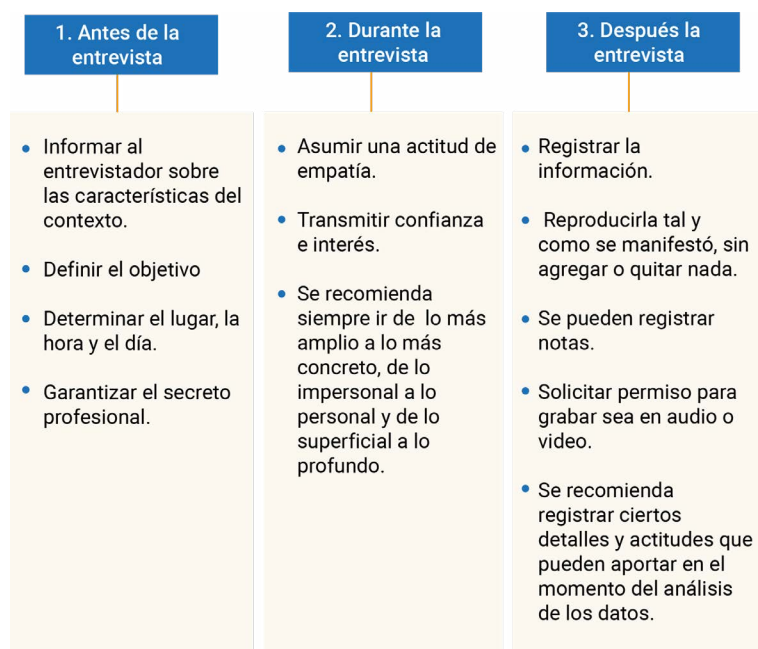 1. Antes de la
entrevista
Informar al
entrevistador sobre
las características del
contexto.
Definir el objetivo
Determinar el lugar, la
hora y el día.
Garantizar el secreto
profesional.
2. Durante la
entrevista
Asumir una actitud de
empatía.
Transmitir confianza
e interés.
Se recomienda
siempre ir de lo más
amplio a lo más
concreto, de lo
impersonal a lo
personal y de lo
superficial a lo
profundo.
3. Después la
entrevista
Registrar la
información.
Reproducirla tal y
como se manifestó, sin
agregar o quitar nada.
Se pueden registrar
notas.
Solicitar permiso para
grabar sea en audio o
video.
Se recomienda
registrar ciertos
detalles y actitudes que
pueden aportar en el
momento del análisis
de los datos.